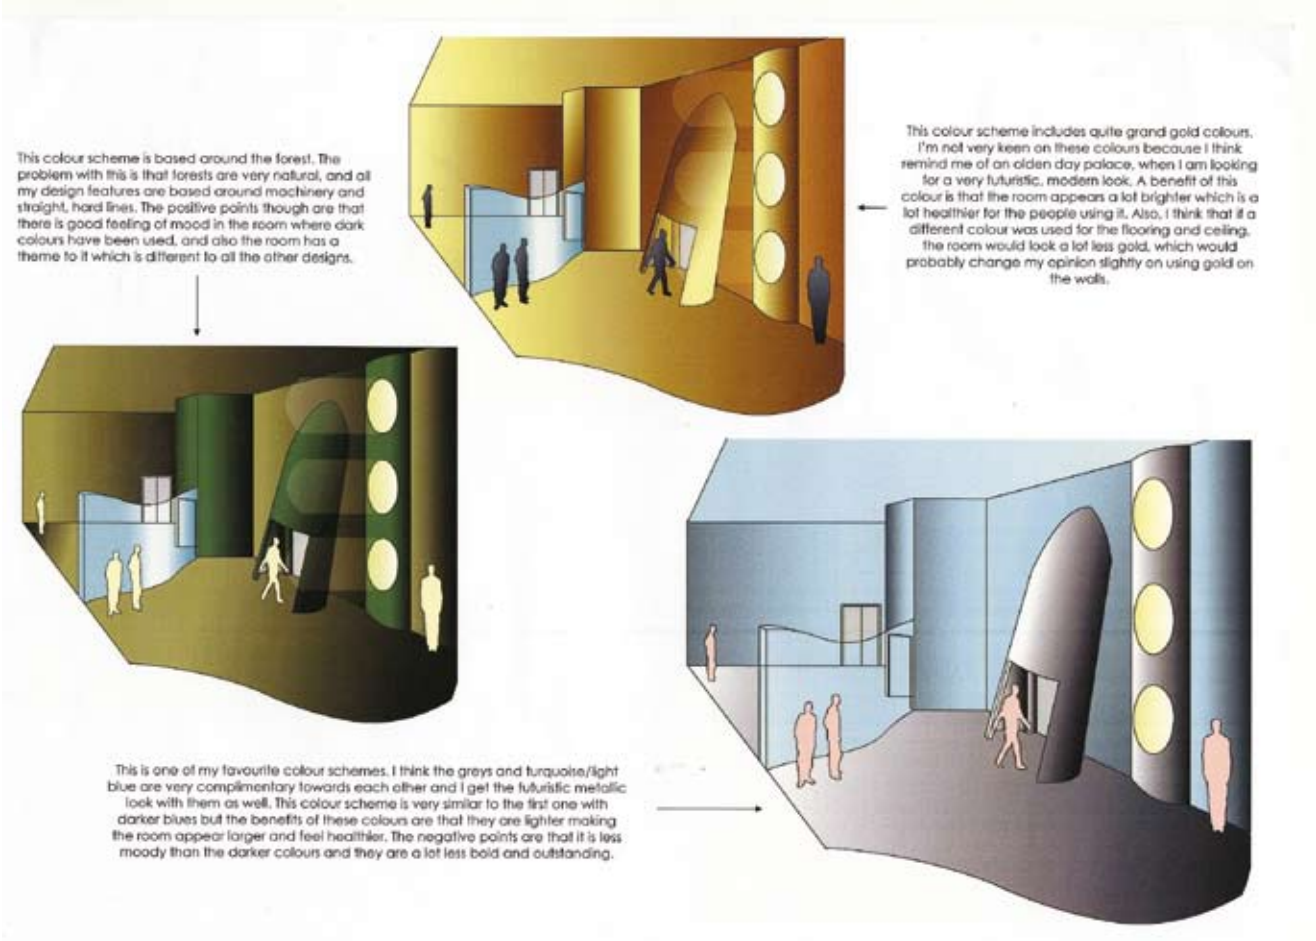 This colour scheme is based around the forest. The
problem with this is that forests are very natural, and all
my design features are based around machinery and
straight, hard lines. The positive points though are that
there is good feeling of mood in the room where dark
colours have been used, and also the room has a
theme to it which is different to all the other designs.
This colour scheme includes quite grand gold colours.
I'm not very keen on these colours because I think
remind me of an olden day palace, when I am looking
for a very futuristic, modern look. A benefit of this
colour is that the room appears a lot brighter which is a
lot healthier for the people using it. Also, I think that if a
different colour was used for the flooring and ceiling,
the room would look a lot less gold, which would
probably change my opinion slightly on using gold on
the walls.
This is one of my favourite colour schemes. I think the greys and turquoise/light
blue are very complimentary towards each other and I get the futuristic metallic
look with them as well. This colour scheme is very similar to the first one with
darker blues but the benefits of these colours are that they are lighter making
the room appear larger and feel healthier. The negative points are that it is less
moody than the darker colours and they are a lot less bold and outstanding.